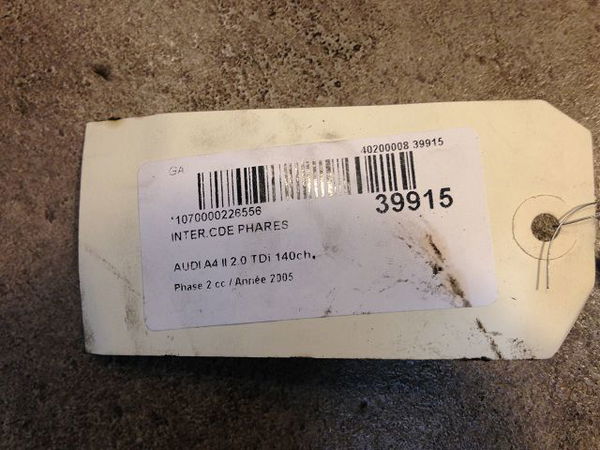 GA
40200008 39915
*1070000226556
39915
INTER.CDE PHARES
AUDI A4 II 2.0 TDi 140ch,
Phase 2 cc / Année 2005